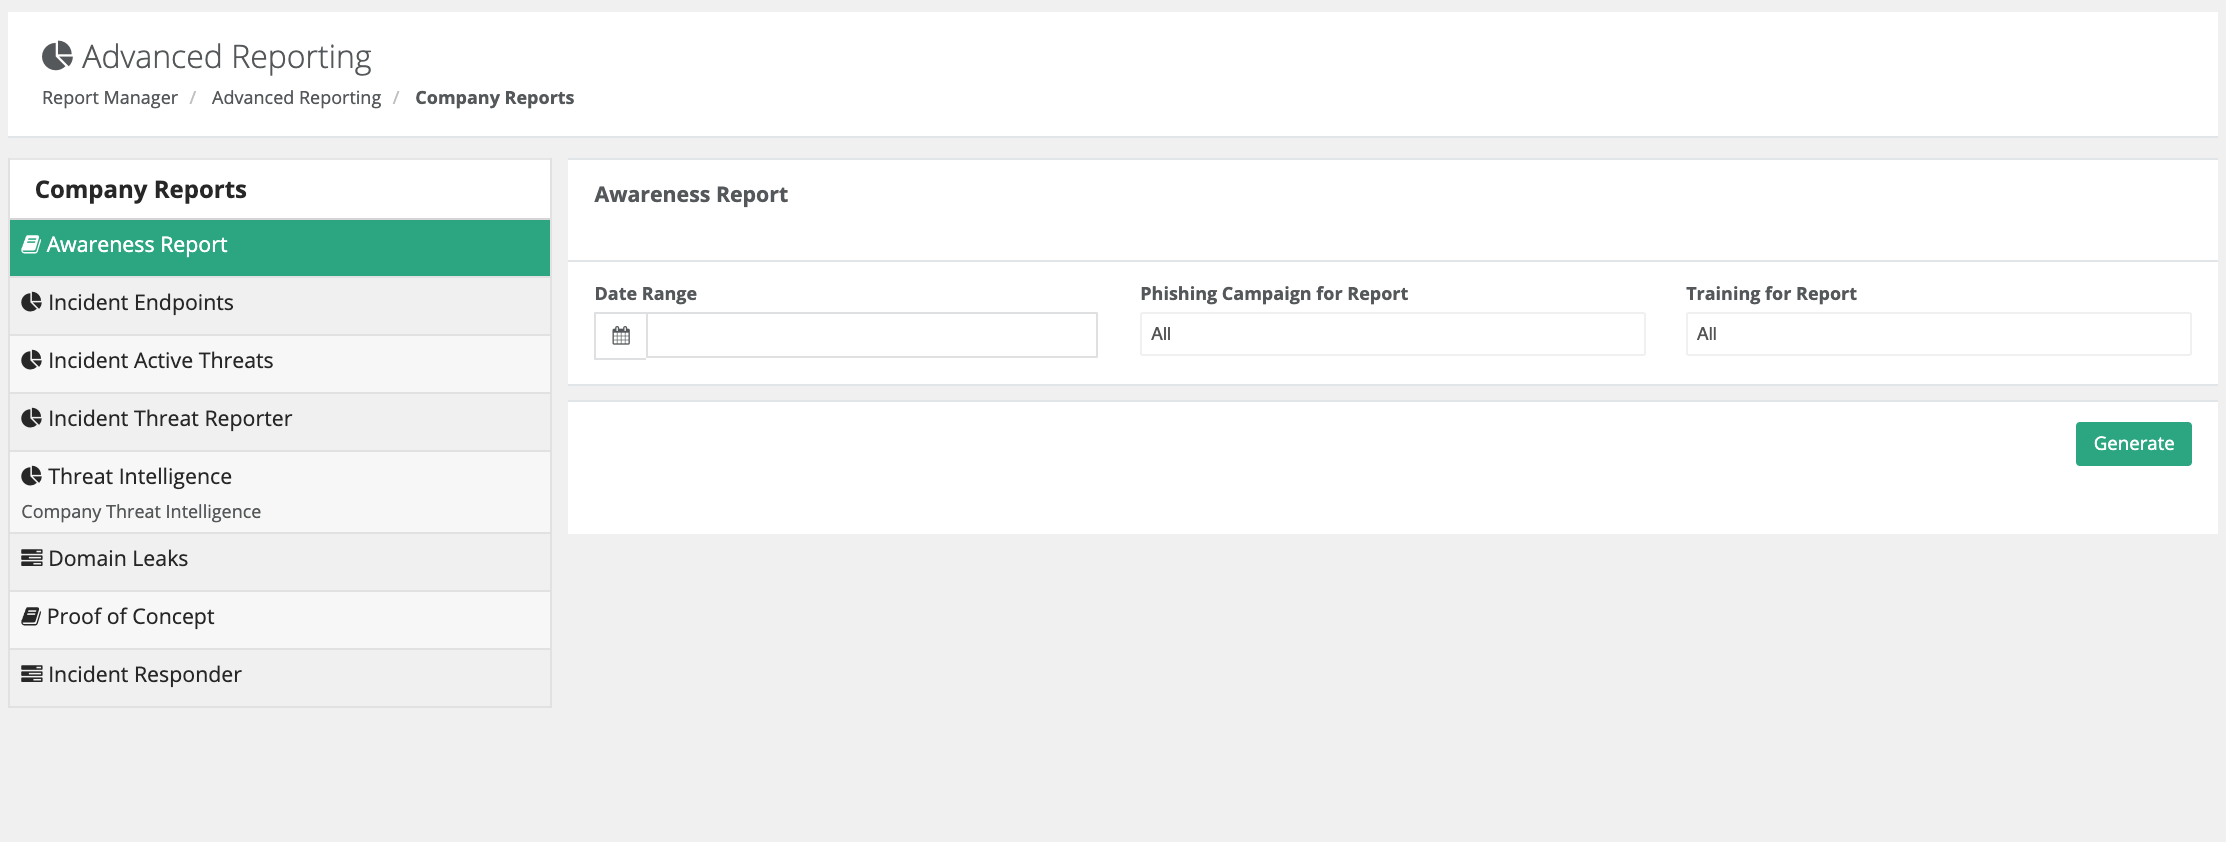 Advanced Reporting
Report Manager / Advanced Reporting / Company Reports
Company Reports
Awareness Report
Incident Endpoints
Incident Active Threats
Incident Threat Reporter
Threat Intelligence
Company Threat Intelligence
Domain Leaks
Proof of Concept
Incident Responder
Awareness Report
Date Range
Phishing Campaign for Report
All
Training for Report
All
Generate